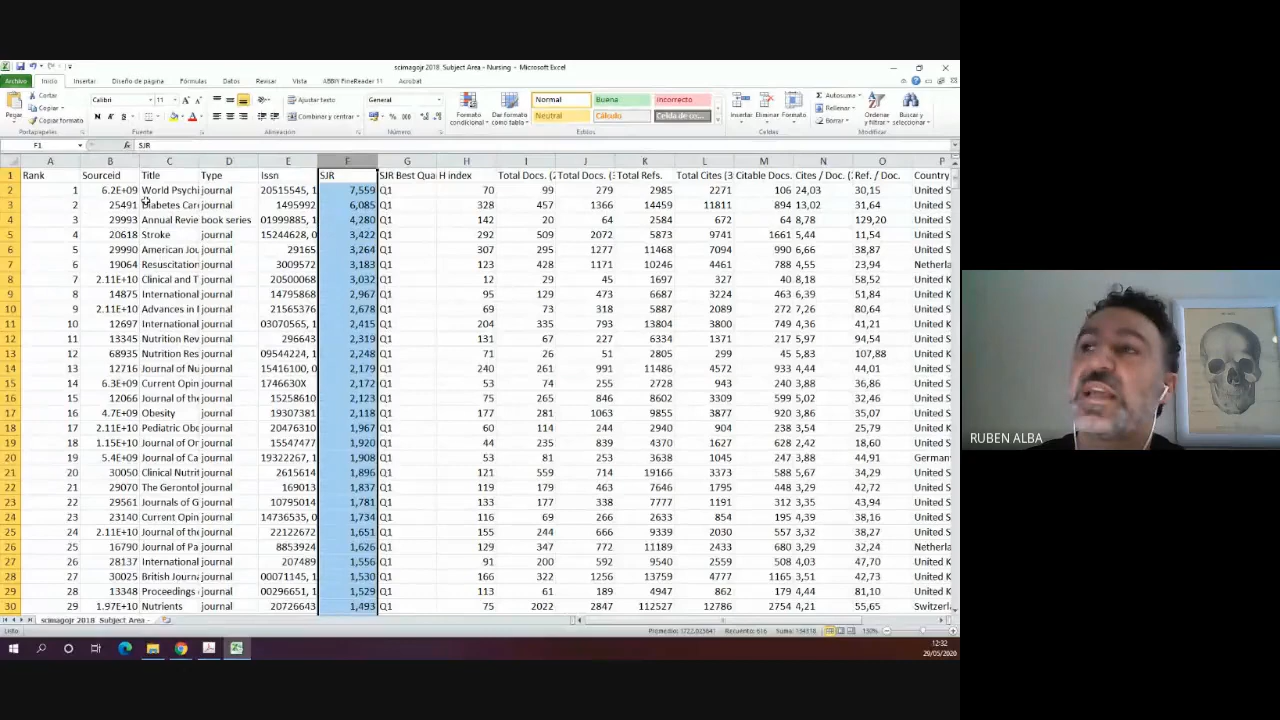 scimagojr 2018 Subject Area - Nursing - Microsoft Excel
Archivo Inicio Insertar Diseño de página Fórmulas Datos Revisar Vista ABBYY FineReader 11 Acrobat
Pegar Cortar Copiar Copiar formato Portapapeles
Calibri 11 N K S Fuente
Ajustar texto Combinar y centrar Alineación
General % 000 Número
Formato condicional Dar formato como tabla
Normal Buena Incorrecto
Neutral Cálculo Celda de co...
Estilos
Insertar Eliminar Formato Celdas
Autosuma Rellenar Borrar Ordenar y filtrar Buscar y seleccionar Modificar
F1 fx SJR
A B C D E F G H I J K L M N O P
1 Rank Sourceid Title Type Issn SJR SJR Best Qua H index Total Docs. (2 Total Docs. (3 Total Refs. Total Cites (3 Citable Docs. Cites / Doc. (2 Ref. / Doc. Country
2 1 6.2E+09 World Psychi journal 20515545, 1 7,559 Q1 70 99 279 2985 2271 106 24,03 30,15 United S
3 2 25491 Diabetes Care journal 1495992 6,085 Q1 328 457 1366 14459 11811 894 13,02 31,64 United S
4 3 29993 Annual Revie book series 01999885, 1 4,280 Q1 142 20 64 2584 672 63 8,78 129,20 United S
5 4 20618 Stroke journal 15244628, 0 3,422 Q1 292 509 2072 5873 9741 1661 5,44 11,54 United S
6 5 29990 American Jou journal 29165 3,264 Q1 307 295 1277 11468 7094 990 6,66 38,87 United S
7 6 19064 Resuscitation journal 3009572 3,183 Q1 123 428 1171 10246 4461 788 4,55 23,94 Netherla
8 7 2.11E+10 Clinical and T journal 20500068 3,032 Q1 12 29 45 1697 327 40 8,18 58,52 United K
9 8 14875 International journal 14795868 2,967 Q1 95 129 473 6687 3224 463 6,39 51,84 United K
10 9 2.11E+10 Advances in I journal 21565376 2,678 Q1 69 73 318 5887 2089 272 7,26 80,64 United S
11 10 12697 International journal 03070565, 1 2,415 Q1 204 335 793 13804 3800 749 4,36 41,21 United K
12 11 13345 Nutrition Rev journal 296643 2,319 Q1 131 67 227 6334 1371 217 5,97 94,54 United K
13 12 68935 Nutrition Res journal 09544224, 1 2,248 Q1 71 26 51 2805 299 45 5,83 107,88 United K
14 13 12716 Journal of Nu journal 15416100, 0 2,179 Q1 240 261 991 11486 4572 933 4,44 44,01 United S
15 14 6.3E+09 Current Opin journal 1746630X 2,172 Q1 53 74 255 2728 943 240 3,88 36,86 United S
16 15 12066 Journal of the journal 15258610 2,123 Q1 75 265 846 8602 3309 599 5,02 32,46 United S
17 16 4.7E+09 Obesity journal 19307381 2,118 Q1 177 281 1063 9855 3877 920 3,86 35,07 United S
18 17 2.11E+10 Pediatric Obe journal 20476310 1,967 Q1 60 114 244 2940 904 238 3,54 25,79 United K
19 18 1.15E+10 Journal of Or journal 15547477 1,920 Q1 44 235 839 4370 1627 628 2,42 18,60 United S
20 19 5.4E+09 Journal of Ca journal 19322267, 1 1,908 Q1 53 81 253 3638 1045 247 3,88 44,91 Germany
21 20 30050 Clinical Nutrit journal 2615614 1,896 Q1 121 559 714 19166 3373 588 5,67 34,29 United S
22 21 29070 The Gerontol journal 169013 1,837 Q1 119 179 463 7646 1795 448 3,29 42,72 United K
23 22 29561 Journals of G journal 10795014 1,781 Q1 133 177 338 7777 1191 312 3,35 43,94 United K
24 23 23140 Current Opin journal 14736535, 0 1,734 Q1 116 69 266 2633 854 195 4,39 38,16 United S
25 24 2.11E+10 Journal of the journal 22122672 1,651 Q1 155 244 666 9339 2030 557 3,32 38,27 United S
26 25 16790 Journal of Pa journal 8853924 1,626 Q1 129 347 772 11189 2433 680 3,29 32,24 Netherla
27 26 28137 International journal 207489 1,556 Q1 91 200 592 9540 2559 508 4,03 47,70 United K
28 27 30025 British Journa journal 00071145, 1 1,530 Q1 166 322 1256 13759 4777 1165 3,51 42,73 United K
29 28 13348 Proceedings journal 00296651, 1 1,529 Q1 113 61 189 4947 862 179 4,44 81,10 United K
30 29 1.97E+10 Nutrients journal 20726643 1,493 Q1 75 2022 2847 112527 12786 2754 4,21 55,65 Switzerl
scimagojr 2018 Subject Area -
Listo Recuento: 616 150%
12:32
29/05/2020
RUBEN ALBA